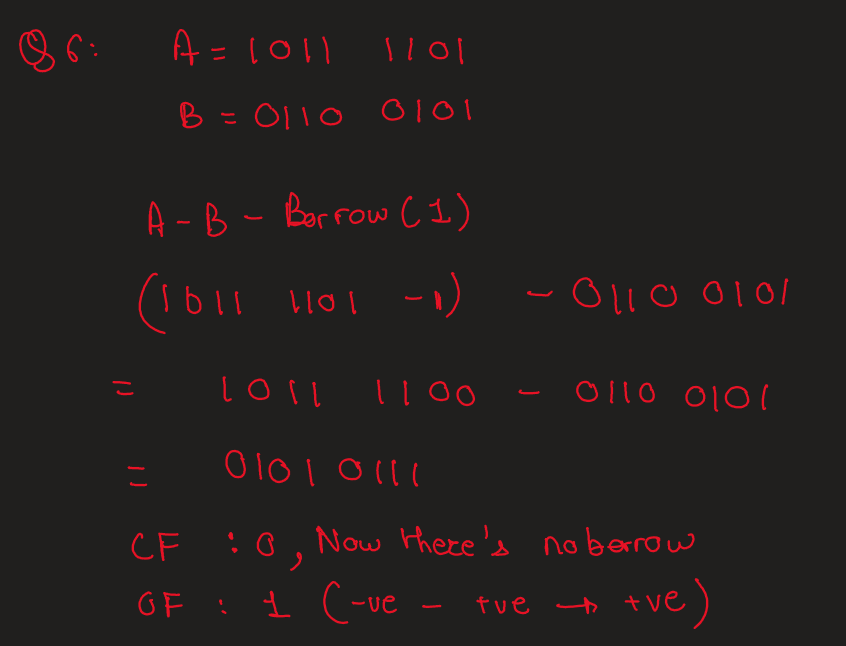 Q6: A = 1011 1101
B = 0110 0101
A - B - Borrow (1)
(1011 1101 - 1) - 0110 0101
= 1011 1100 - 0110 0101
= 0101 0111
CF : 0, Now there's no borrow
OF : 1 (-ve - +ve → +ve)